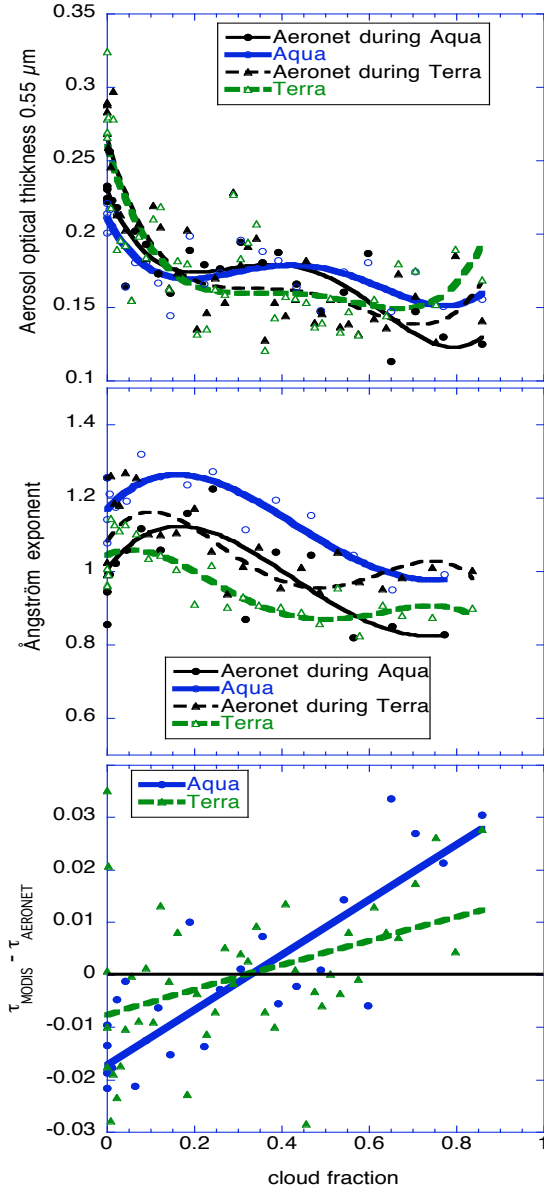 0.35
0.3
0.25
0.2
0.15
0.1
Aerosol optical thickness 0.55 µm
Aeronet during Aqua
Aqua
Aeronet during Terra
Terra
1.4
1.2
1
0.8
0.6
Ångström exponent
Aeronet during Aqua
Aqua
Aeronet during Terra
Terra
0.03
0.02
0.01
0
-0.01
-0.02
-0.03
τMODIS - τAERONET
Aqua
Terra
0 0.2 0.4 0.6 0.8 1
cloud fraction